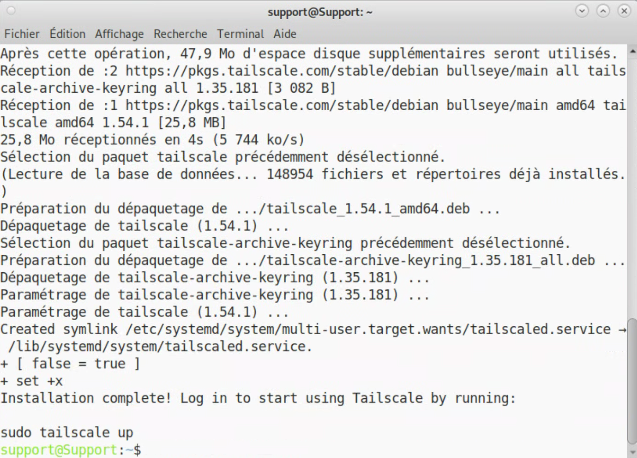 support@Support: ~
Fichier Édition Affichage Recherche Terminal Aide
Après cette opération, 47,9 Mo d'espace disque supplémentaires seront utilisés.
Réception de :2 https://pkgs.tailscale.com/stable/debian bullseye/main all tails
cale-archive-keyring all 1.35.181 [3 082 B]
Réception de :1 https://pkgs.tailscale.com/stable/debian bullseye/main amd64 tai
lscale amd64 1.54.1 [25,8 MB]
25,8 Mo réceptionnés en 4s (5 744 ko/s)
Sélection du paquet tailscale précédemment désélectionné.
(Lecture de la base de données... 148954 fichiers et répertoires déjà installés.
)
Préparation du dépaquetage de .../tailscale_1.54.1_amd64.deb ...
Dépaquetage de tailscale (1.54.1) ...
Sélection du paquet tailscale-archive-keyring précédemment désélectionné.
Préparation du dépaquetage de .../tailscale-archive-keyring_1.35.181_all.deb ...
Dépaquetage de tailscale-archive-keyring (1.35.181) ...
Paramétrage de tailscale-archive-keyring (1.35.181) ...
Paramétrage de tailscale (1.54.1) ...
Created symlink /etc/systemd/system/multi-user.target.wants/tailscaled.service →
/lib/systemd/system/tailscaled.service.
+ [ false = true ]
+ set +x
Installation complete! Log in to start using Tailscale by running:
sudo tailscale up
support@Support:~$